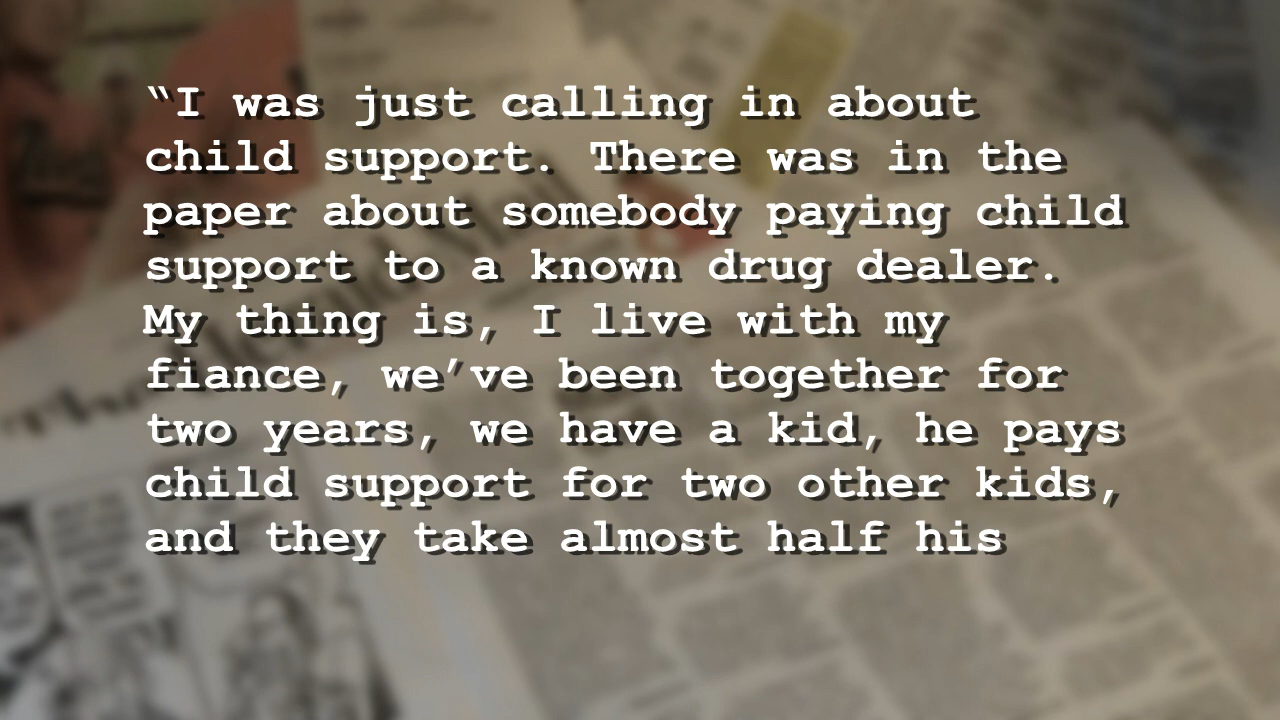 “I was just calling in about
child support. There was in the
paper about somebody paying child
support to a known drug dealer.
My thing is, I live with my
fiance, we’ve been together for
two years, we have a kid, he pays
child support for two other kids,
and they take almost half his